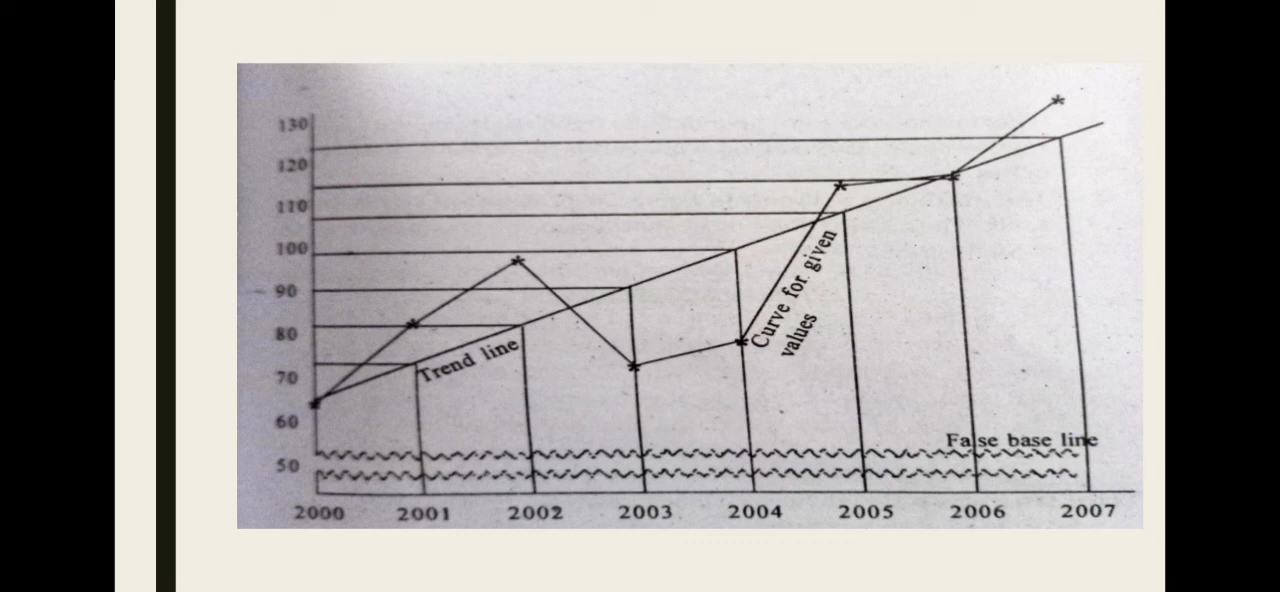 130
120
110
100
90
80
70
60
50
Trend line
Curve for given
values
False base line
2000 2001 2002 2003 2004 2005 2006 2007